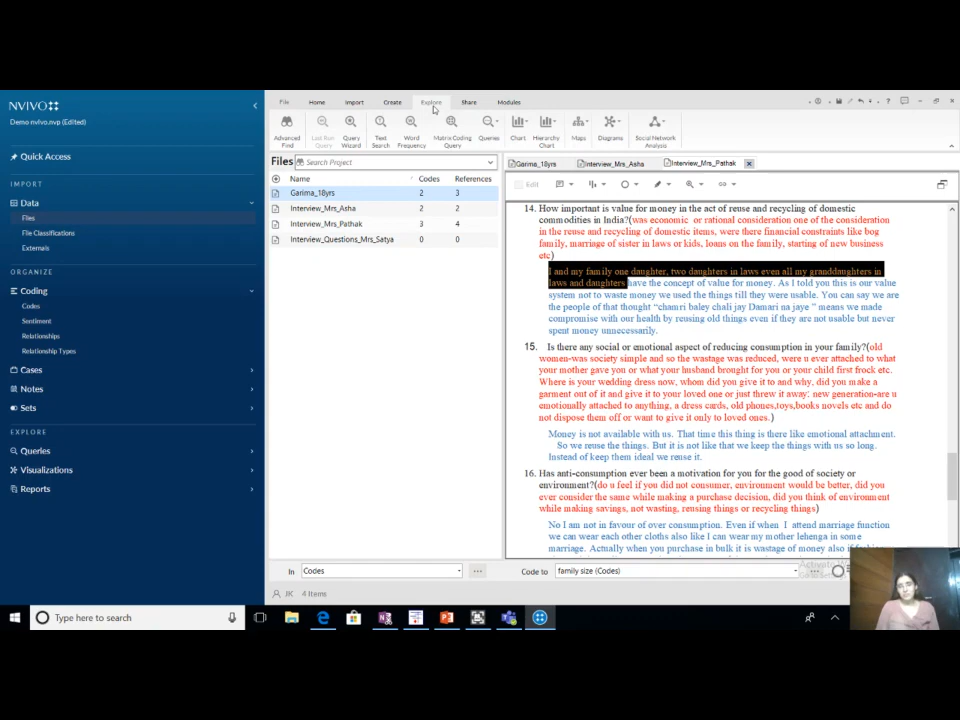 NVIVO
Demo nvivo.nvp (Edited)
Quick Access
IMPORT
Data
Files
File Classifications
Externals
ORGANIZE
Coding
Codes
Sentiment
Relationships
Relationship Types
Cases
Notes
Sets
EXPLORE
Queries
Visualizations
Reports
File Home Import Create Explore Share Modules
Advanced Find
Last Run Query
Query Wizard
Text Search
Word Frequency
Matrix Coding Query
Queries
Chart
Hierarchy Chart
Maps
Diagrams
Social Network Analysis
Files Search Project
Name Codes References
Garima_18yrs 2 3
Interview_Mrs_Asha 2 2
Interview_Mrs_Pathak 3 4
Interview_Questions_Mrs_Satya 0 0
Garima_18yrs Interview_Mrs_Asha Interview_Mrs_Pathak
Edit
14. How important is value for money in the act of reuse and recycling of domestic
commodities in India?(was economic or rational consideration one of the consideration
in the reuse and recycling of domestic items, were there financial constraints like bog
family, marriage of sister in laws or kids, loans on the family, starting of new business
etc)
I and my family one daughter, two daughters in laws even all my granddaughters in
laws and daughters have the concept of value for money. As I told you this is our value
system not to waste money we used the things till they were usable. You can say we are
the people of that thought “chamri baley chali jay Damari na jaye ” means we made
compromise with our health by reusing old things even if they are not usable but never
spent money unnecessarily.
15. Is there any social or emotional aspect of reducing consumption in your family?(old
women-was society simple and so the wastage was reduced, were u ever attached to what
your mother gave you or what your husband brought for you or your child first frock etc.
Where is your wedding dress now, whom did you give it to and why, did you make a
garment out of it and give it to your loved one or just threw it away: new generation-are u
emotionally attached to anything, a dress cards, old phones,toys,books novels etc and do
not dispose them off or want to give it only to loved ones.)
Money is not available with us. That time this thing is there like emotional attachment.
So we reuse the things. But it is not like that we keep the things with us so long.
Instead of keep them ideal we reuse it.
16. Has anti-consumption ever been a motivation for you for the good of society or
environment?(do u feel if you did not consumer, environment would be better, did you
ever consider the same while making a purchase decision, did you think of environment
while making savings, not wasting, reusing things or recycling things)
No I am not in favour of over consumption. Even if when I attend marriage function
we can wear each other cloths also like I can wear my mother lehenga in some
marriage. Actually when you purchase in bulk it is wastage of money also if
In Codes
Code to family size (Codes)
JK 4 Items
Type here to search